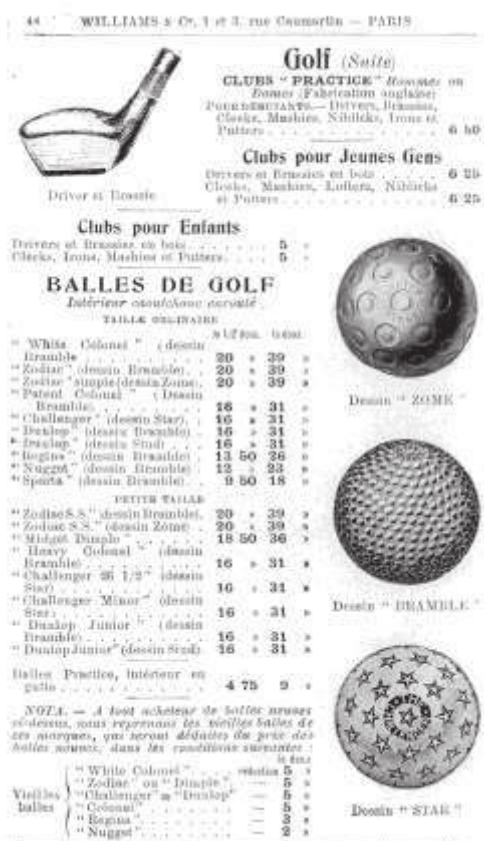 44 WILLIAMS & Co, 1 et 3, rue Caumartin — PARIS
Golf (Suite)
CLUBS "PRACTICE" Hommes ou
Dames (Fabrication anglaise)
POUR DÉBUTANTS. — Drivers, Brassies,
Cleeks, Mashies, Niblicks, Irons et
Putters . . . . . 6 50
Clubs pour Jeunes Gens
Drivers et Brassies en bois . . . . . 6 25
Cleeks, Mashies, Lofters, Niblicks
et Putters . . . . . 6 25
Driver et Brassie
Clubs pour Enfants
Drivers et Brassies en bois . . . . . 5 »
Cleeks, Irons, Mashies et Putters . . 5 »
BALLES DE GOLF
Intérieur caoutchouc enroulé
TAILLE ORDINAIRE
"White Colonel" (dessin
Bramble . . . . . 20 » 39 »
"Zodiac" (dessin Bramble) . 20 » 39 »
"Zodiac" simple (dessin Zome) . 20 » 39 »
"Patent Colonel" (Dessin
Bramble) . . . . . 16 » 31 »
"Challenger" (dessin Star) . . 16 » 31 »
"Dunlop" (dessin Bramble) . 16 » 31 »
"Dunlop" (dessin Stud) . . 16 » 31 »
"Regina" (dessin Bramble) . 13 50 26 »
"Nugget" (dessin Bramble) . 12 » 23 »
"Sparta" (dessin Bramble) . 9 50 18 »
PETITE TAILLE
"Zodiac S.S." (dessin Bramble) . 20 » 39 »
"Zodiac S.S." (dessin Zome) . 20 » 39 »
"Midget Dimple" . . . . . 18 50 36 »
"Heavy Colonel" (dessin
Bramble) . . . . . 16 » 31 »
"Challenger 26 1/2" (dessin
Star) . . . . . 16 » 31 »
"Challenger Minor" (dessin
Star) . . . . . 16 » 31 »
"Dunlop Junior" (dessin
Bramble) . . . . . 16 » 31 »
"Dunlop Junior" (dessin Stud) . 16 » 31 »
Balles Practice, Intérieur en
gutta . . . . . 4 75 9 »
NOTA. — A tout acheteur de balles neuves
ci-dessus, nous reprenons les vieilles balles de
ces marques, qui seront déduites du prix des
balles neuves, dans les conditions suivantes :
Vieilles balles
"White Colonel" . . 5 »
"Zodiac" ou "Dimple" — 5 »
"Challenger" ou "Dunlop" — 5 »
"Colonel" . . . . — 5 »
"Regina" . . . . — 3 »
"Nugget" . . . . — 2 »
Dessin "ZOME"
Dessin "BRAMBLE"
Dessin "STAR"